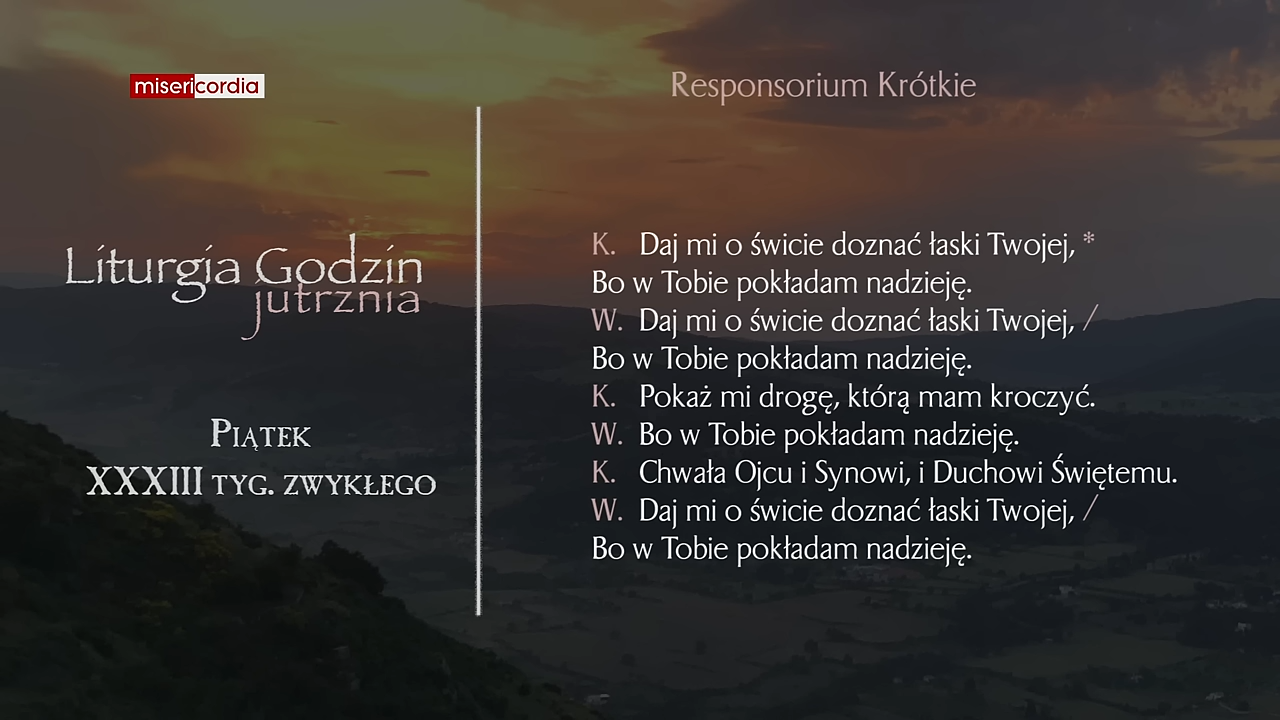 misericordia
Liturgia Godzin
jutrznia
Piątek
XXXIII tyg. zwykłego
Responsorium Krótkie
K. Daj mi o świcie doznać łaski Twojej, *
Bo w Tobie pokładam nadzieję.
W. Daj mi o świcie doznać łaski Twojej, /
Bo w Tobie pokładam nadzieję.
K. Pokaż mi drogę, którą mam kroczyć.
W. Bo w Tobie pokładam nadzieję.
K. Chwała Ojcu i Synowi, i Duchowi Świętemu.
W. Daj mi o świcie doznać łaski Twojej, /
Bo w Tobie pokładam nadzieję.